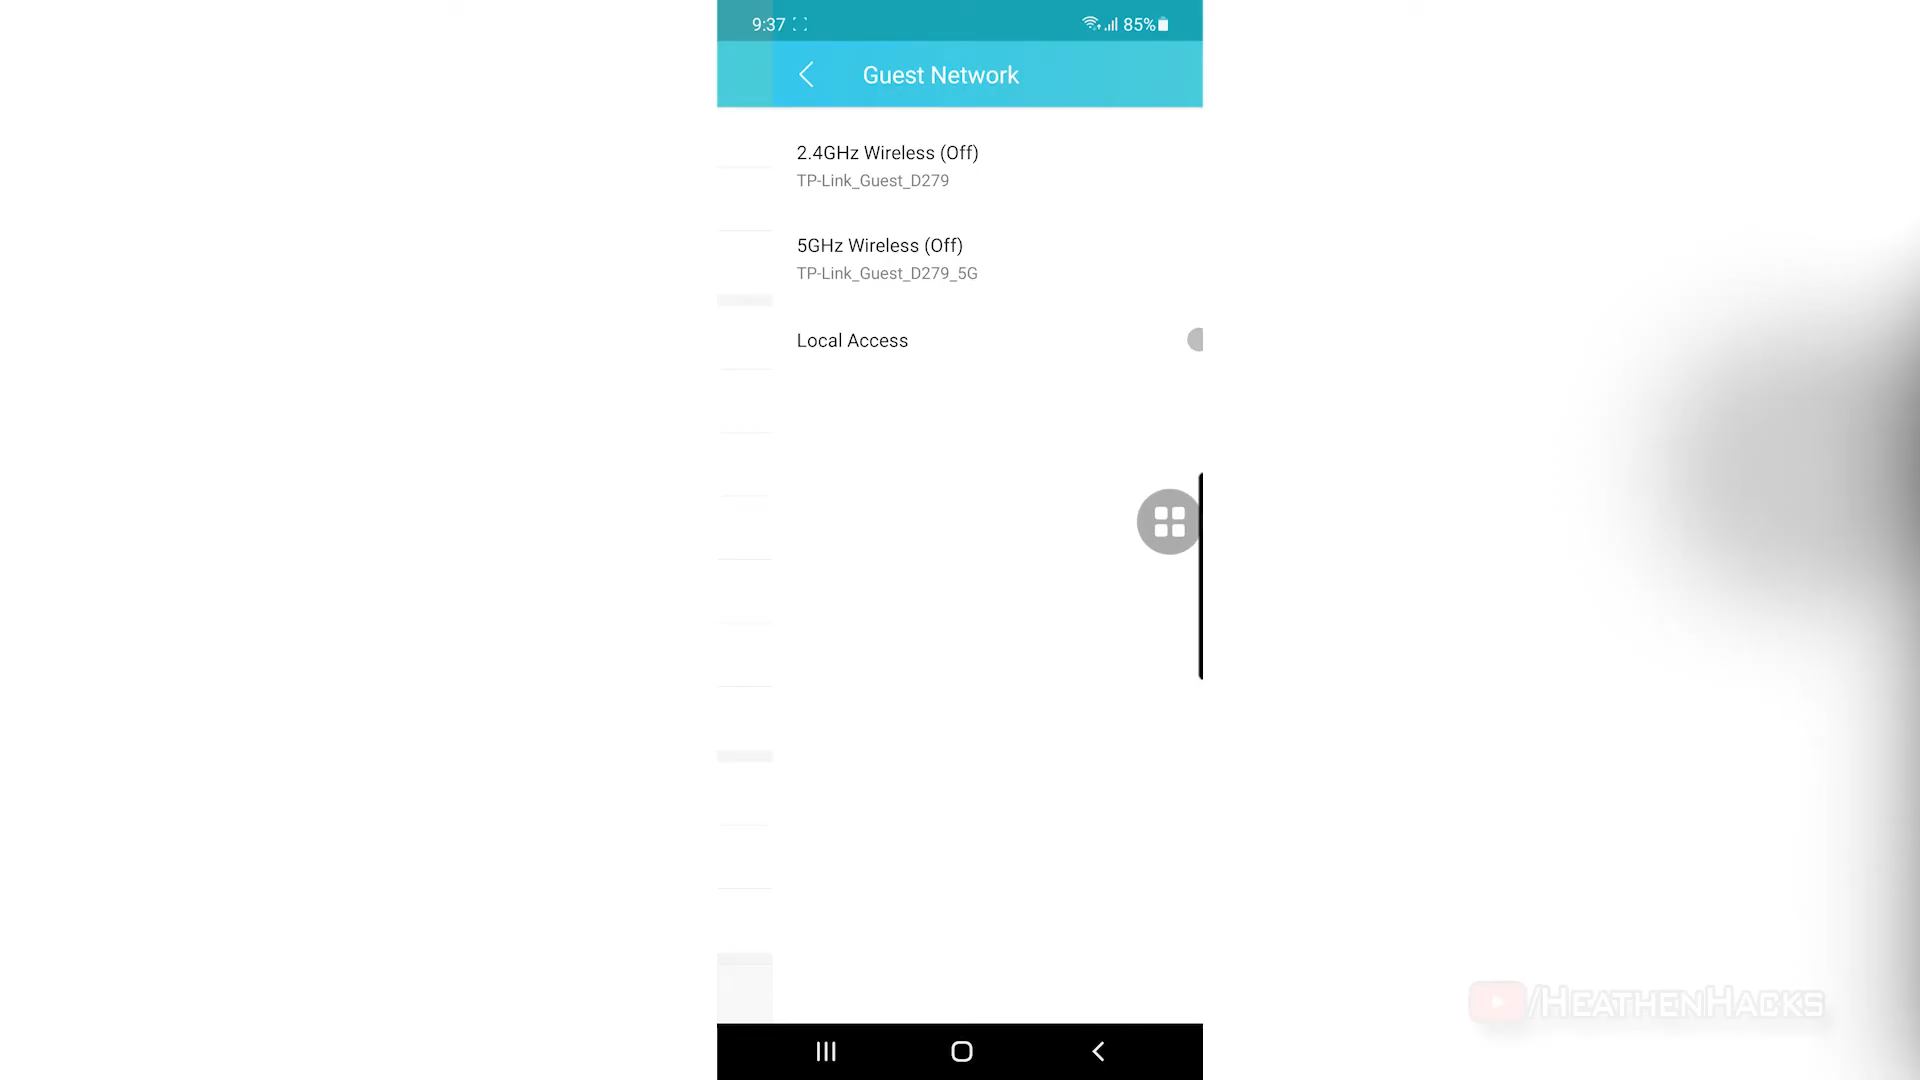 9:37
85%
Guest Network
2.4GHz Wireless (Off)
TP-Link_Guest_D279
5GHz Wireless (Off)
TP-Link_Guest_D279_5G
Local Access
/HEATHENHACKS